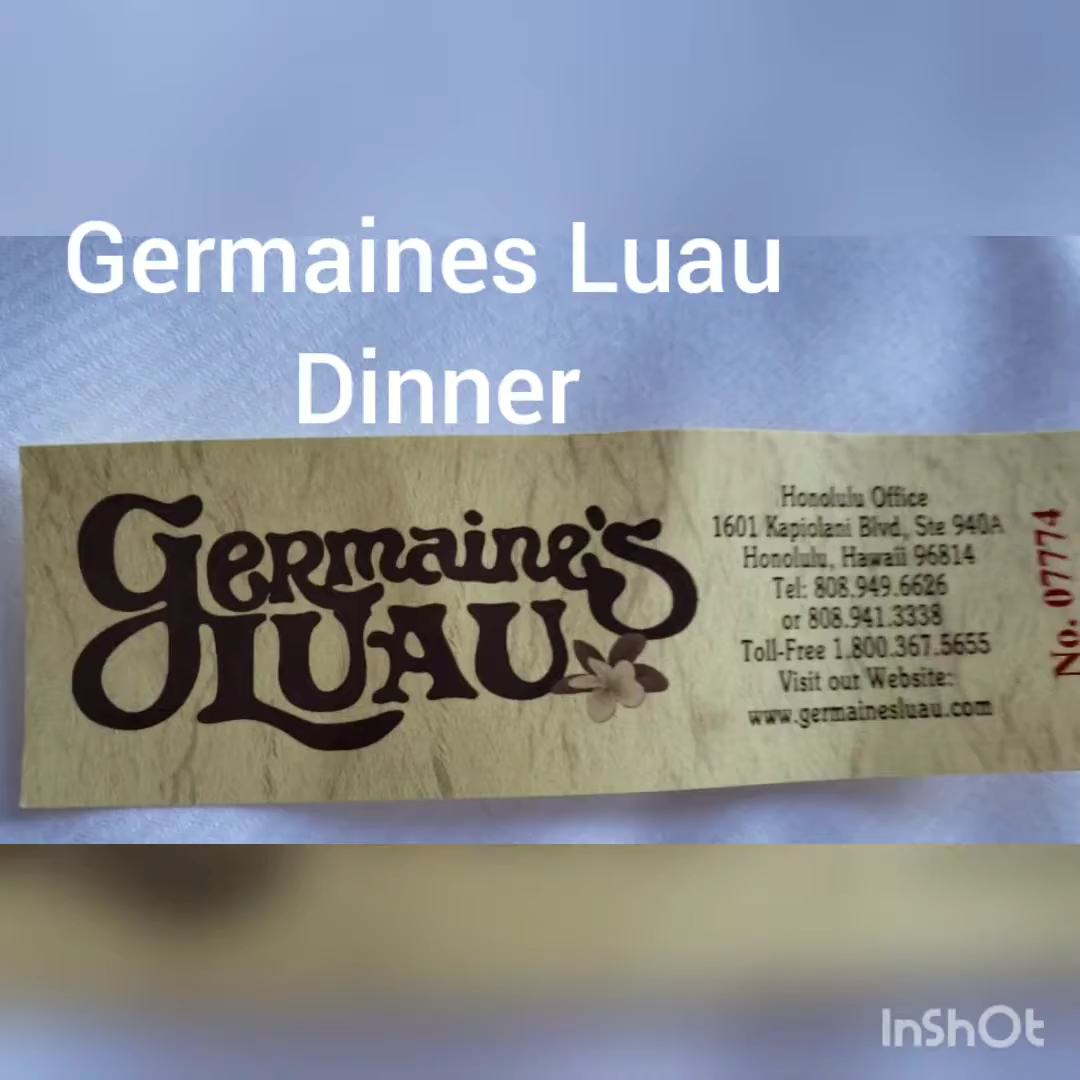 Germaines Luau
Dinner
Germaine's
LUAU
Honolulu Office
1601 Kapiolani Blvd, Ste 940A
Honolulu, Hawaii 96814
Tel: 808.949.6626
or 808.941.3338
Toll-Free 1.800.367.5655
Visit our Website:
www.germainesluau.com
No. 07774
InShOt